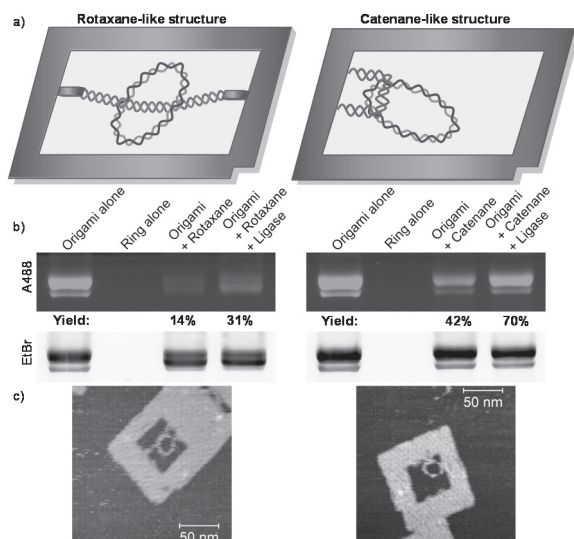 a) Rotaxane-like structure Catenane-like structure
b) Origami alone Ring alone Origami + Rotaxane Origami + Rotaxane + Ligase Origami alone Ring alone Origami + Catenane Origami + Catenane + Ligase
A488
Yield: 14% 31% Yield: 42% 70%
EtBr
c) 50 nm
50 nm